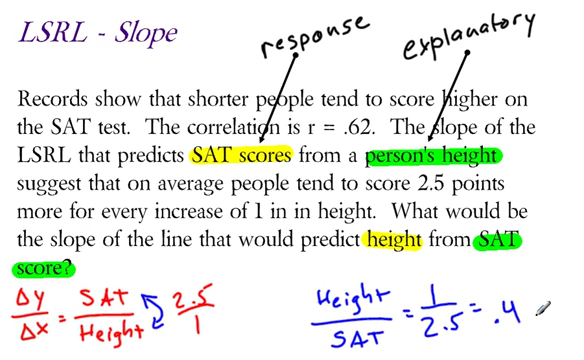 LSRL - Slope
response
explanatory
Records show that shorter people tend to score higher on
the SAT test. The correlation is r = .62. The slope of the
LSRL that predicts SAT scores from a person's height
suggest that on average people tend to score 2.5 points
more for every increase of 1 in in height. What would be
the slope of the line that would predict height from SAT
score?
Δy/Δx = SAT/Height 2.5/1
Height/SAT = 1/2.5 = .4